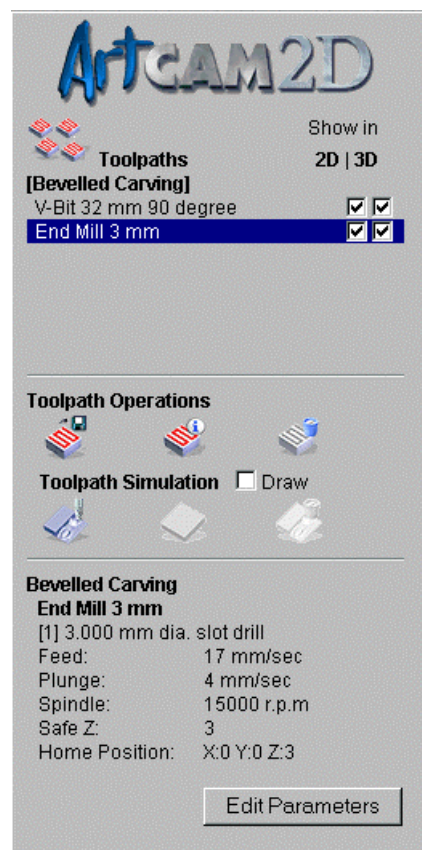 ArtCAM2D
Show in
Toolpaths 2D | 3D
[Bevelled Carving]
V-Bit 32 mm 90 degree
End Mill 3 mm
Toolpath Operations
Toolpath Simulation Draw
Bevelled Carving
End Mill 3 mm
[1] 3.000 mm dia. slot drill
Feed: 17 mm/sec
Plunge: 4 mm/sec
Spindle: 15000 r.p.m
Safe Z: 3
Home Position: X:0 Y:0 Z:3
Edit Parameters